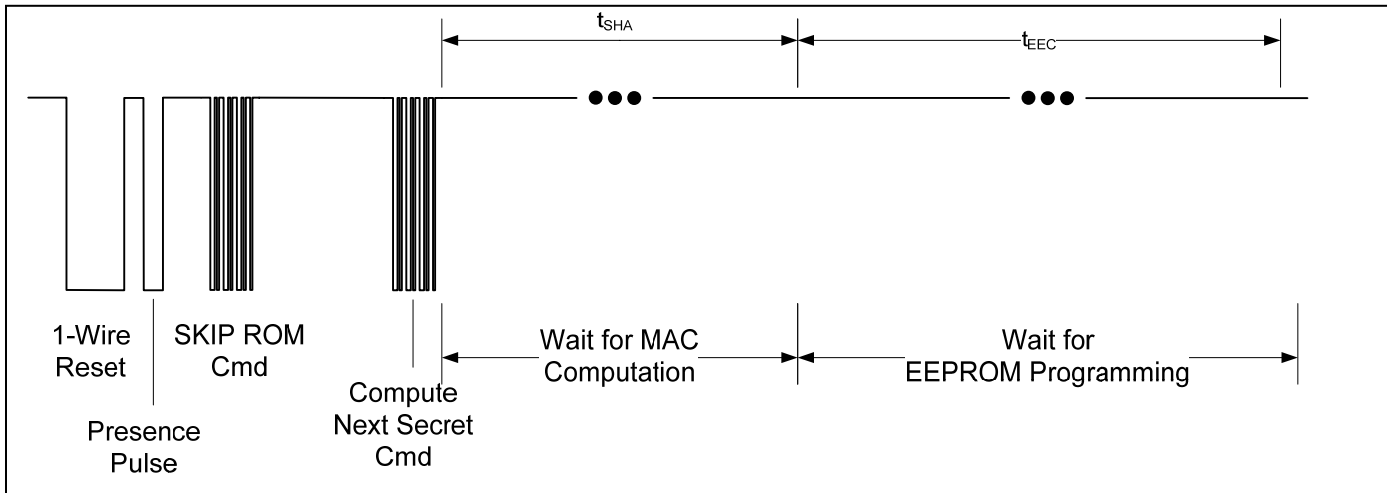 tSHA
tEEC
1-Wire
Reset
Presence
Pulse
SKIP ROM
Cmd
Compute
Next Secret
Cmd
Wait for MAC
Computation
Wait for
EEPROM Programming